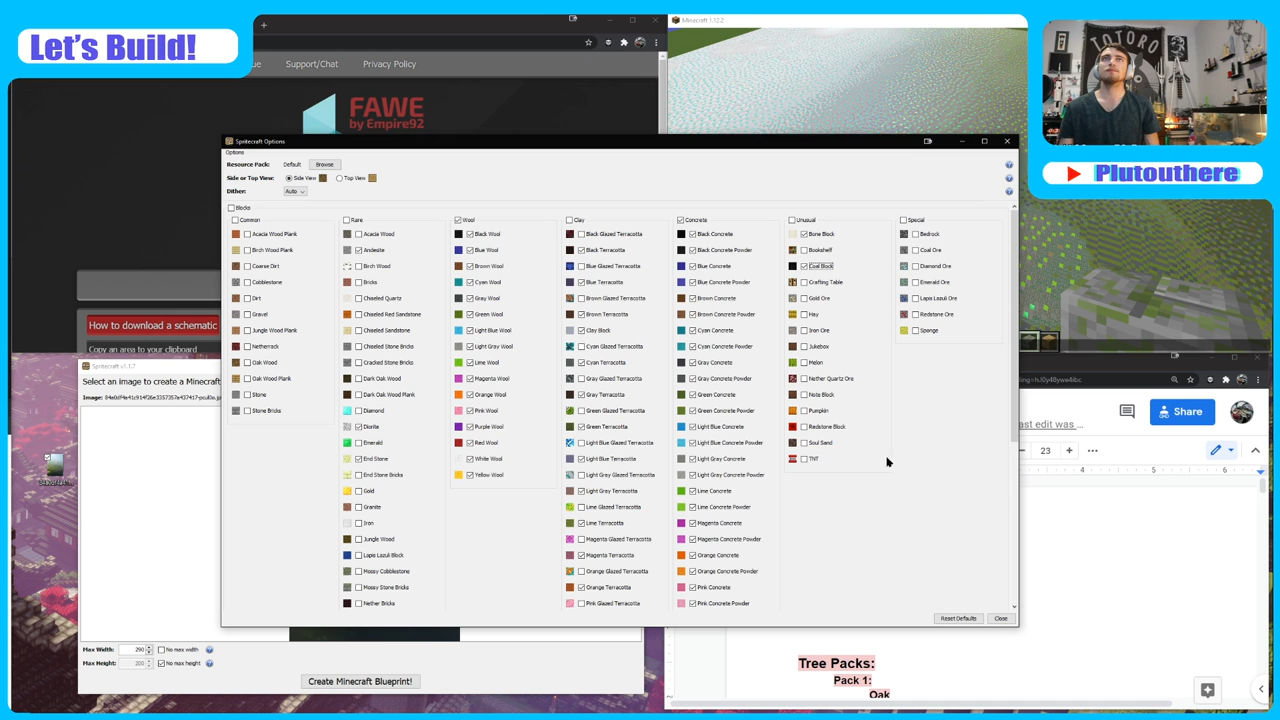 Let's Build!
Support/Chat
Privacy Policy
FAWE
by Empire92
Minecraft 1.12.2
TOTORO
Plutouthere
Spritecraft Options
Options
Resource Pack: Default Browse
Side or Top View: Side View Top View
Dither: Auto
Blocks
Common
Acacia Wood Plank
Birch Wood Plank
Coarse Dirt
Cobblestone
Dirt
Gravel
Jungle Wood Plank
Netherrack
Oak Wood
Oak Wood Plank
Stone
Stone Bricks
Rare
Acacia Wood
Andesite
Birch Wood
Bricks
Chiseled Quartz
Chiseled Red Sandstone
Chiseled Sandstone
Chiseled Stone Bricks
Cracked Stone Bricks
Dark Oak Wood
Dark Oak Wood Plank
Diamond
Diorite
Emerald
End Stone
End Stone Bricks
Gold
Granite
Iron
Jungle Wood
Lapis Lazuli Block
Mossy Cobblestone
Mossy Stone Bricks
Nether Bricks
Wool
Black Wool
Blue Wool
Brown Wool
Cyan Wool
Gray Wool
Green Wool
Light Blue Wool
Light Gray Wool
Lime Wool
Magenta Wool
Orange Wool
Pink Wool
Purple Wool
Red Wool
White Wool
Yellow Wool
Clay
Black Glazed Terracotta
Black Terracotta
Blue Glazed Terracotta
Blue Terracotta
Brown Glazed Terracotta
Brown Terracotta
Clay Block
Cyan Glazed Terracotta
Cyan Terracotta
Gray Glazed Terracotta
Gray Terracotta
Green Glazed Terracotta
Green Terracotta
Light Blue Glazed Terracotta
Light Blue Terracotta
Light Gray Glazed Terracotta
Light Gray Terracotta
Lime Glazed Terracotta
Lime Terracotta
Magenta Glazed Terracotta
Magenta Terracotta
Orange Glazed Terracotta
Orange Terracotta
Pink Glazed Terracotta
Concrete
Black Concrete
Black Concrete Powder
Blue Concrete
Blue Concrete Powder
Brown Concrete
Brown Concrete Powder
Cyan Concrete
Cyan Concrete Powder
Gray Concrete
Gray Concrete Powder
Green Concrete
Green Concrete Powder
Light Blue Concrete
Light Blue Concrete Powder
Light Gray Concrete
Light Gray Concrete Powder
Lime Concrete
Lime Concrete Powder
Magenta Concrete
Magenta Concrete Powder
Orange Concrete
Orange Concrete Powder
Pink Concrete
Pink Concrete Powder
Unusual
Bone Block
Bookshelf
Coal Block
Crafting Table
Gold Ore
Hay
Iron Ore
Jukebox
Melon
Nether Quartz Ore
Note Block
Pumpkin
Redstone Block
Soul Sand
TNT
Special
Bedrock
Coal Ore
Diamond Ore
Emerald Ore
Lapis Lazuli Ore
Redstone Ore
Sponge
Reset Defaults Close
How to download a schematic
Copy an area to your clipboard
Spritecraft v1.1.7
Select an image to create a Minecraft
Max Width: 290 No max width
Max Height: 200 No max height
Create Minecraft Blueprint!
Share
ast edit was ...
23
4 5 6 7
Tree Packs:
Pack 1:
Oak